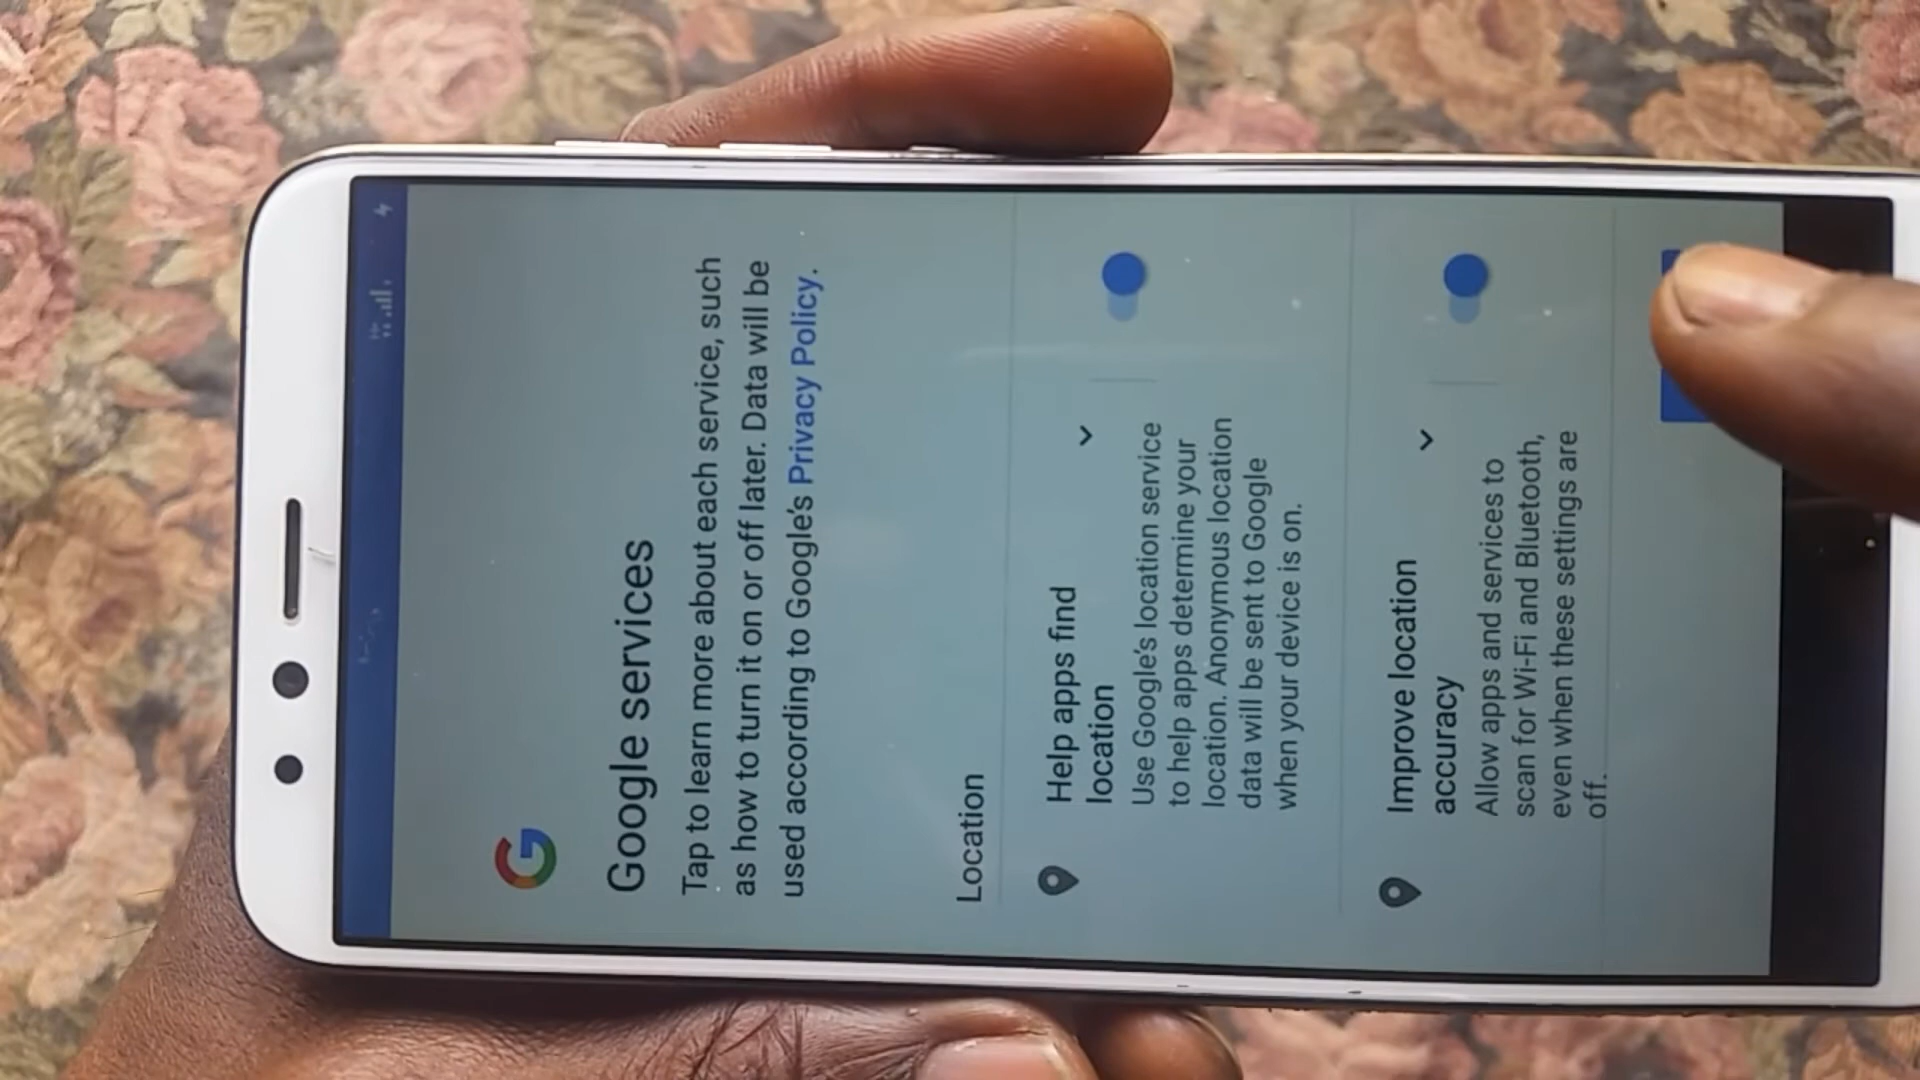 Google services
Tap to learn more about each service, such
as how to turn it on or off later. Data will be
used according to Google's Privacy Policy.
Location
Help apps find
location
Use Google's location service
to help apps determine your
location. Anonymous location
data will be sent to Google
when your device is on.
Improve location
accuracy
Allow apps and services to
scan for Wi-Fi and Bluetooth,
even when these settings are
off.